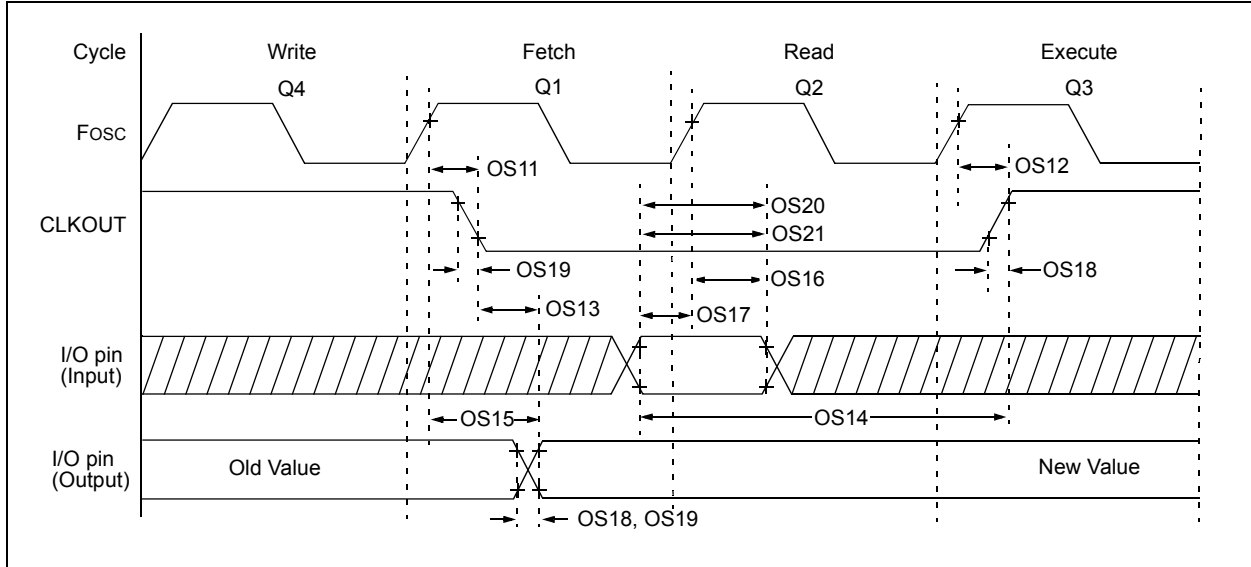 Cycle Write Fetch Read Execute
Q4 Q1 Q2 Q3
FOSC
OS11 OS12
OS20
CLKOUT
OS21
OS19 OS16 OS18
OS13 OS17
I/O pin
(Input)
OS15 OS14
I/O pin
(Output)
Old Value New Value
OS18, OS19